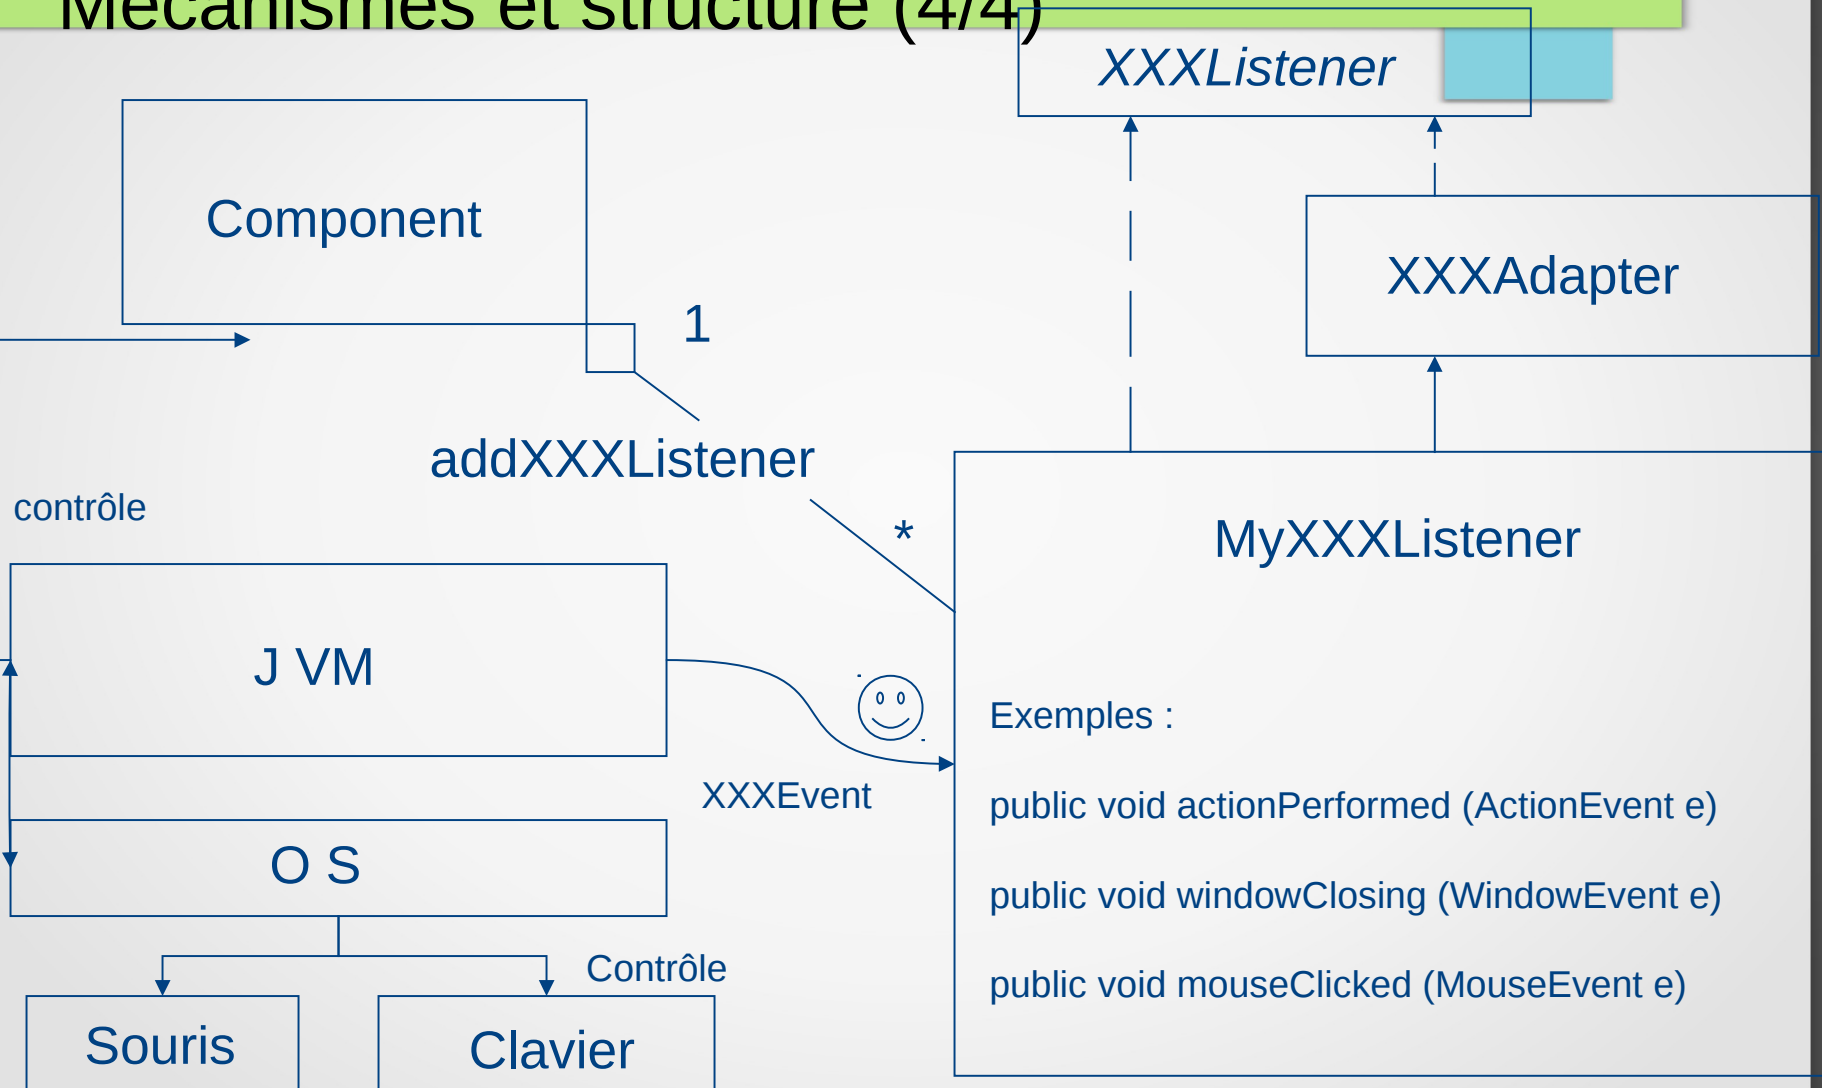 Mécanismes et structure (4/4)
XXXListener
Component
XXXAdapter
1
addXXXListener
contrôle
*
MyXXXListener
J VM
Exemples :
XXXEvent
public void actionPerformed (ActionEvent e)
O S
public void windowClosing (WindowEvent e)
Contrôle
public void mouseClicked (MouseEvent e)
Souris
Clavier